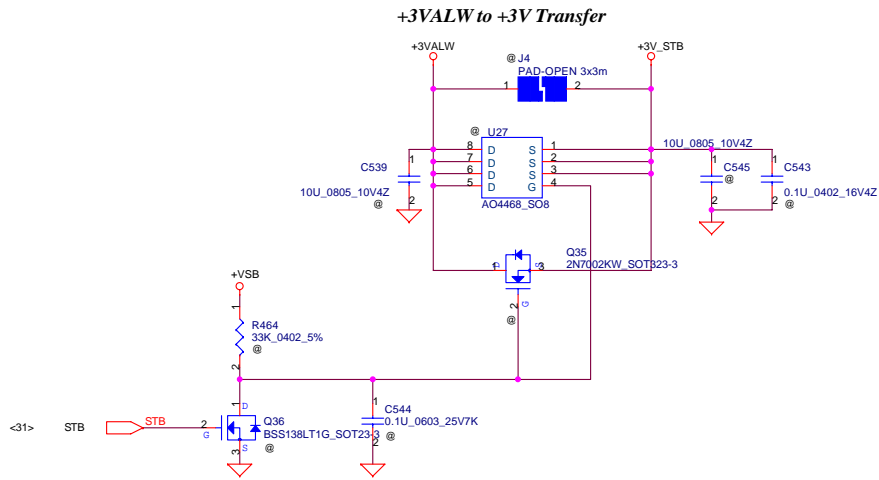 +3VALW to +3V Transfer
+3VALW
+3V_STB
@ J4
PAD-OPEN 3x3m
1 2
@ U27
8 D S 1
7 D S 2
6 D S 3
5 D G 4
AO4468_SO8
C539
1
10U_0805_10V4Z
2
10U_0805_10V4Z
1
C545
@
2
1
C543
0.1U_0402_16V4Z
2
@
Q35
2N7002KW_SOT323-3
1 D S 3
2 G
@
+VSB
1
R464
33K_0402_5%
@
2
<31> STB STB
1 D
2 G
Q36
BSS138LT1G_SOT23-3
3 S
@
1
C544
0.1U_0603_25V7K
2 @